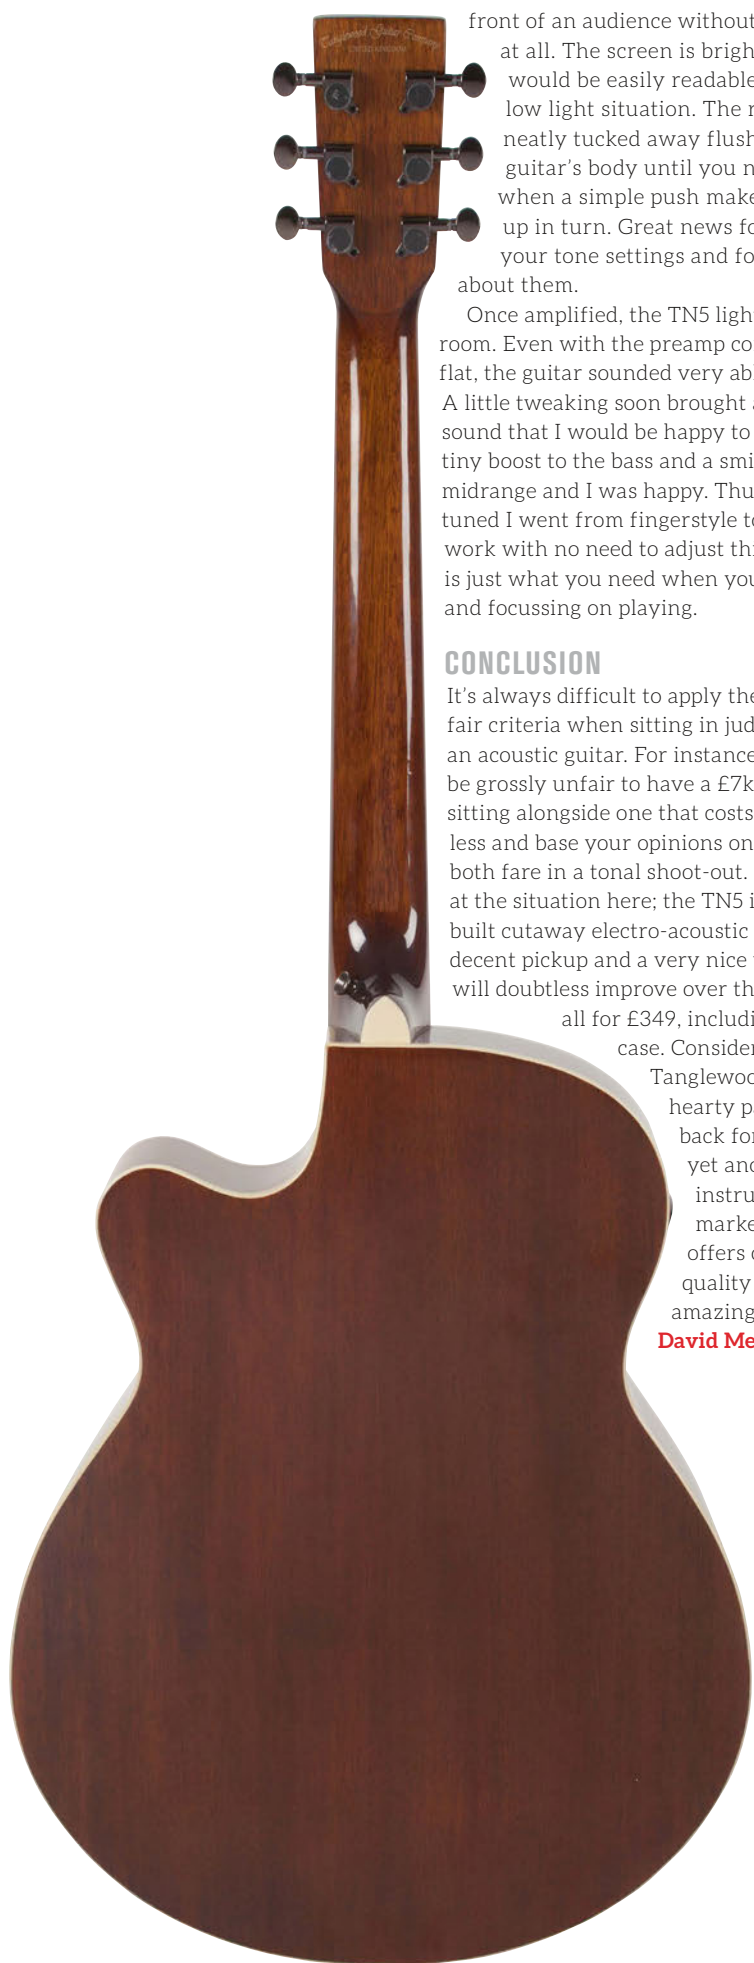 Tanglewood Guitar Company
UNITED KINGDOM
front of an audience without
at all. The screen is brigh
would be easily readable
low light situation. The r
neatly tucked away flush
guitar's body until you n
when a simple push make
up in turn. Great news fo
your tone settings and fo
about them.
Once amplified, the TN5 ligh
room. Even with the preamp co
flat, the guitar sounded very ab
A little tweaking soon brought a
sound that I would be happy to
tiny boost to the bass and a smi
midrange and I was happy. Thu
tuned I went from fingerstyle to
work with no need to adjust th
is just what you need when you
and focussing on playing.
CONCLUSION
It's always difficult to apply the
fair criteria when sitting in jud
an acoustic guitar. For instance
be grossly unfair to have a £7k
sitting alongside one that costs
less and base your opinions on
both fare in a tonal shoot-out.
at the situation here; the TN5 i
built cutaway electro-acoustic
decent pickup and a very nice
will doubtless improve over th
all for £349, includi
case. Consider
Tanglewoo
hearty p
back for
yet ano
instru
marke
offers
quality
amazing
David Me